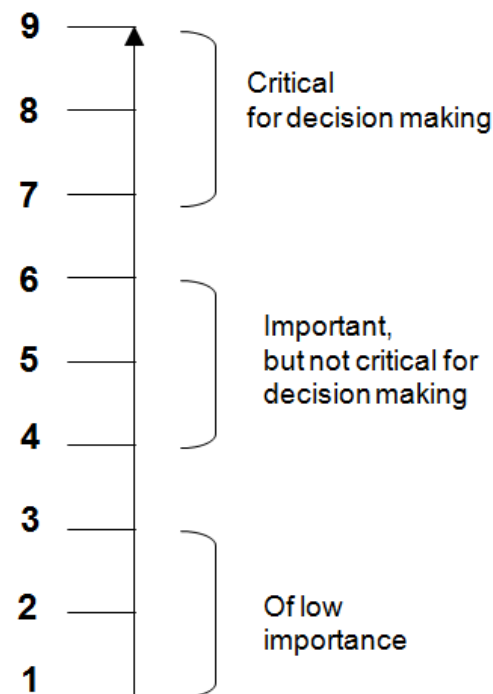 9
Critical
8
for decision making
7
6
Important,
5
but not critical for
decision making
4
3
2
Of low
importance
1